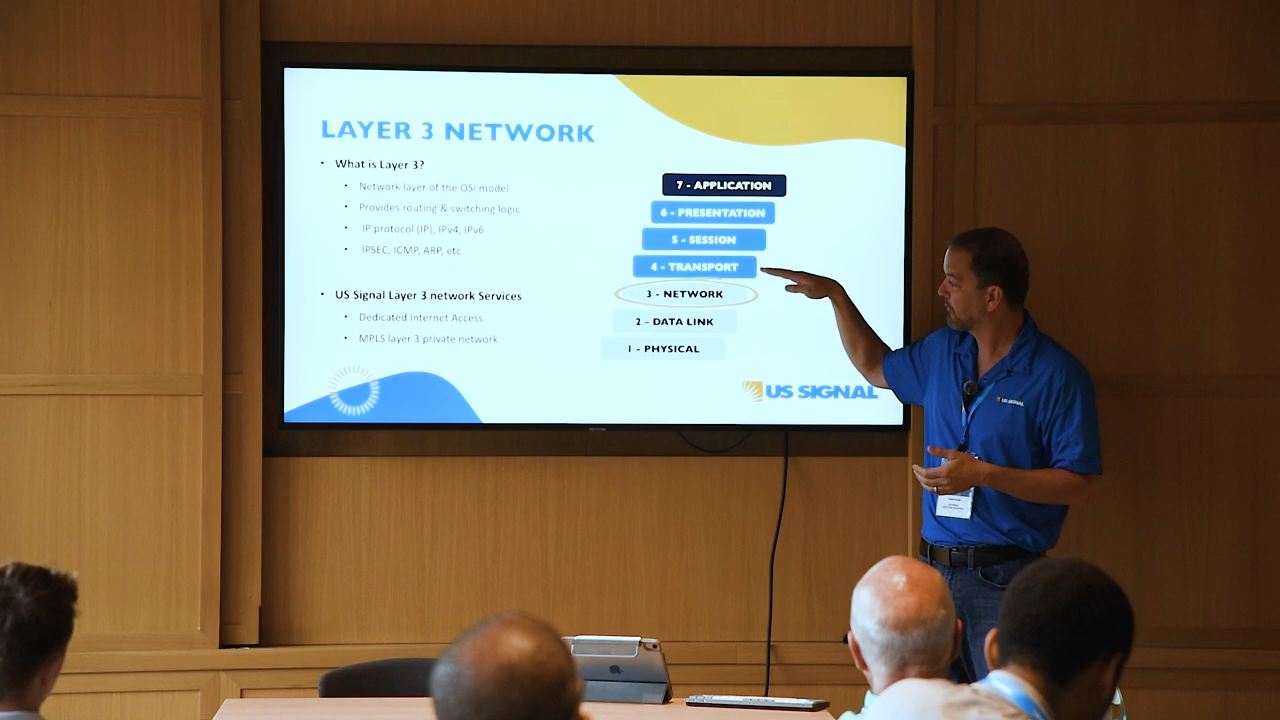 LAYER 3 NETWORK
• What is Layer 3?
• Network layer of the OSI model
• Provides routing & switching logic
• IP protocol (IP), IPv4, IPv6
• IPSEC, ICMP, ARP, etc.
• US Signal Layer 3 network Services
• Dedicated Internet Access
• MPLS layer 3 private network
7 - APPLICATION
6 - PRESENTATION
5 - SESSION
4 - TRANSPORT
3 - NETWORK
2 – DATA LINK
1 - PHYSICAL
US SIGNAL
US SIGNAL